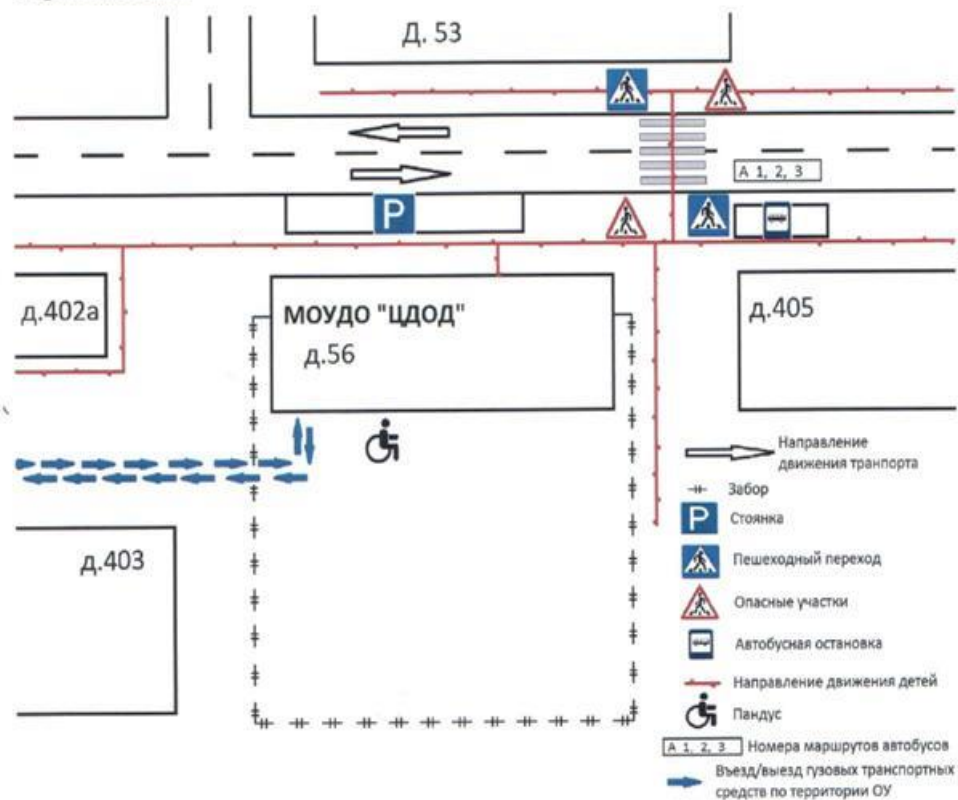 Д. 53
А 1, 2, 3
P
д.402а
МОУДО "ЦДОД"
д.56
д.405
д.403
Направление
движения транпорта
Забор
P
Стоянка
Пешеходный переход
Опасные участки
Автобусная остановка
Направление движения детей
Пандус
А 1, 2, 3 Номера маршрутов автобусов
Въезд/выезд гузовых транспортных
средств по территории ОУ